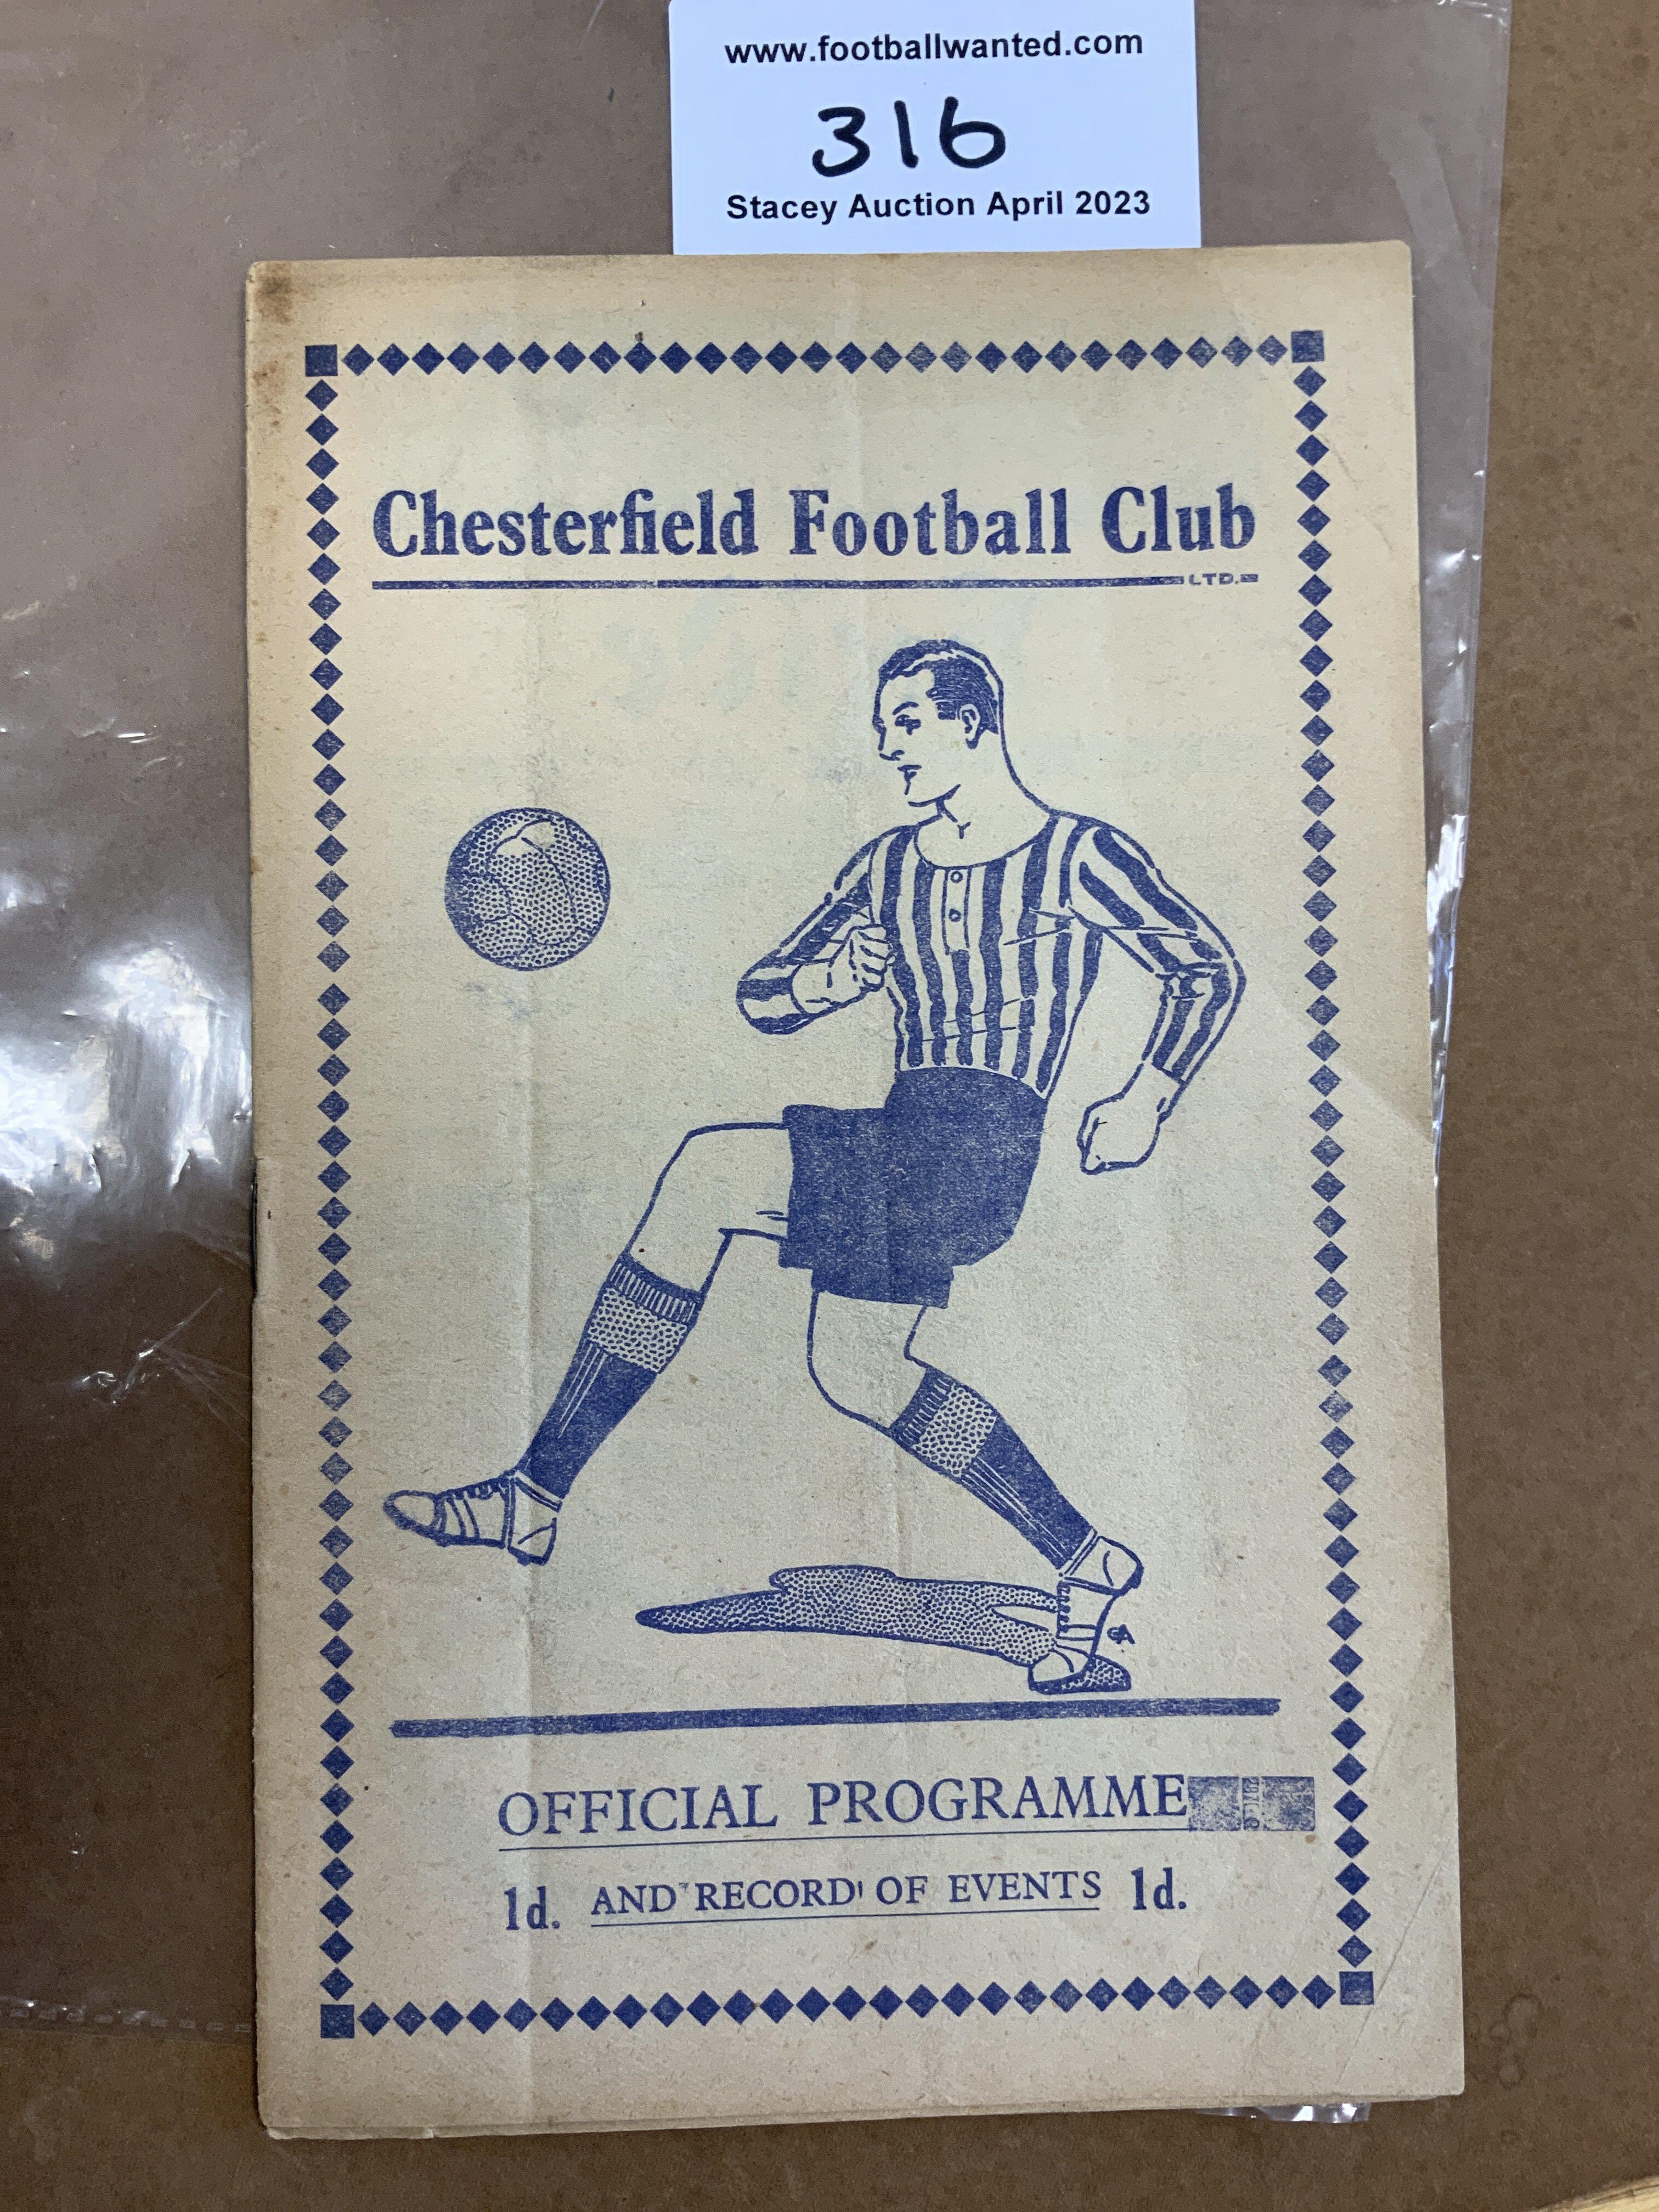 www.footballwanted.com
316
Stacey Auction April 2023
Chesterfield Football Club
LTD.
OFFICIAL PROGRAMME
1d. AND RECORD OF EVENTS 1d.